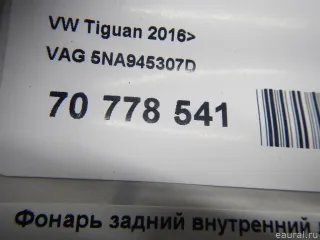 VW Tiguan 2016>
VAG 5NA945307D
70 778 541
Фонарь задний внутренний
eaural.ru